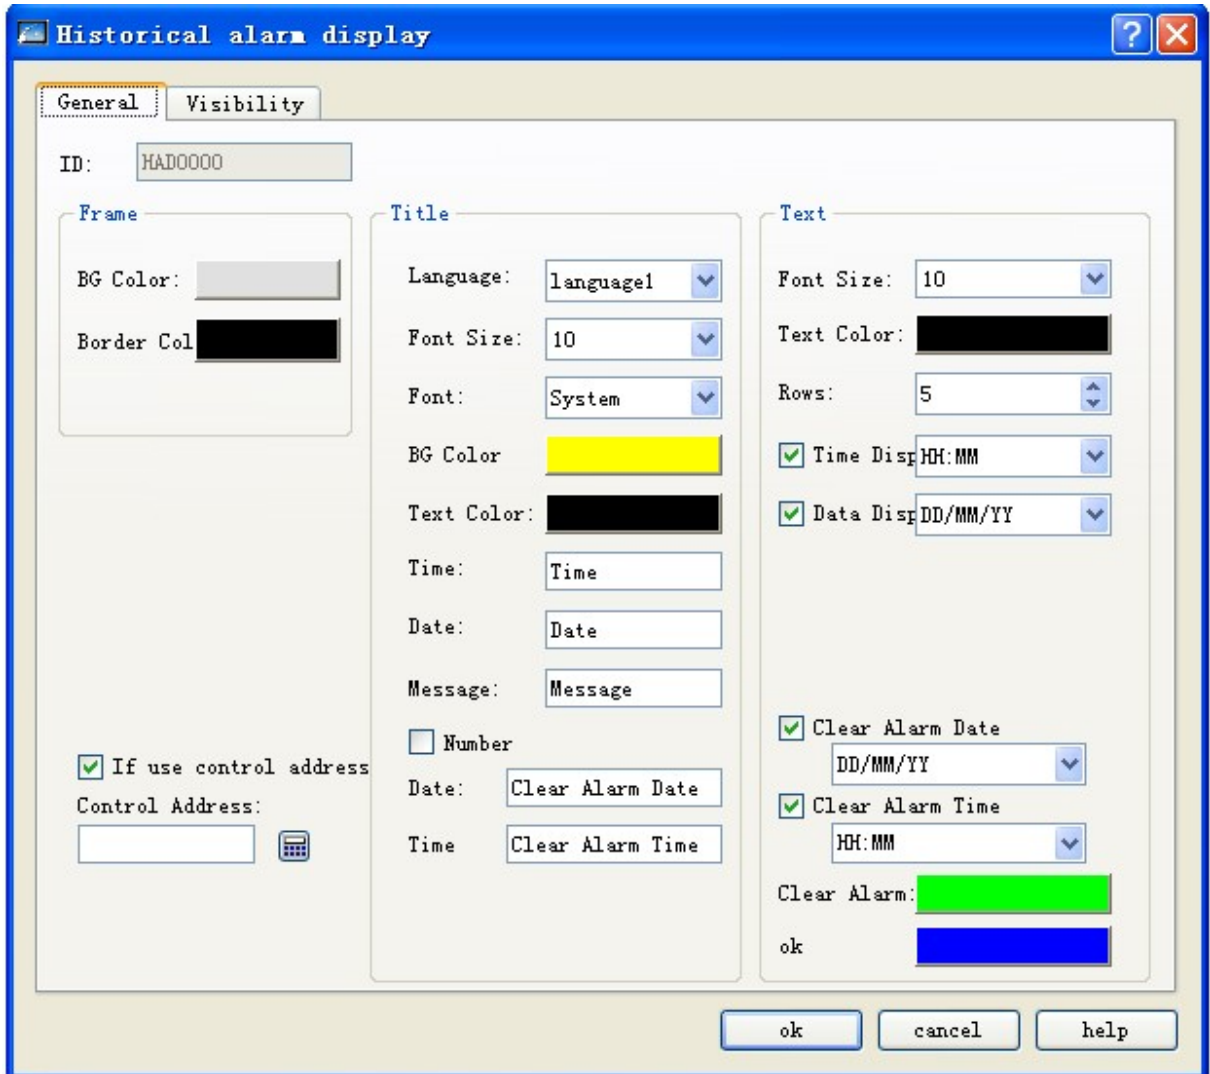 Historical alarm display
General Visibility
ID: HAD0000
Frame
BG Color:
Border Col
If use control address
Control Address:
Title
Language: language1
Font Size: 10
Font: System
BG Color
Text Color:
Time: Time
Date: Date
Message: Message
Number
Date: Clear Alarm Date
Time Clear Alarm Time
Text
Font Size: 10
Text Color:
Rows: 5
Time Disp HH:MM
Data Disp DD/MM/YY
Clear Alarm Date
DD/MM/YY
Clear Alarm Time
HH:MM
Clear Alarm:
ok
ok cancel help